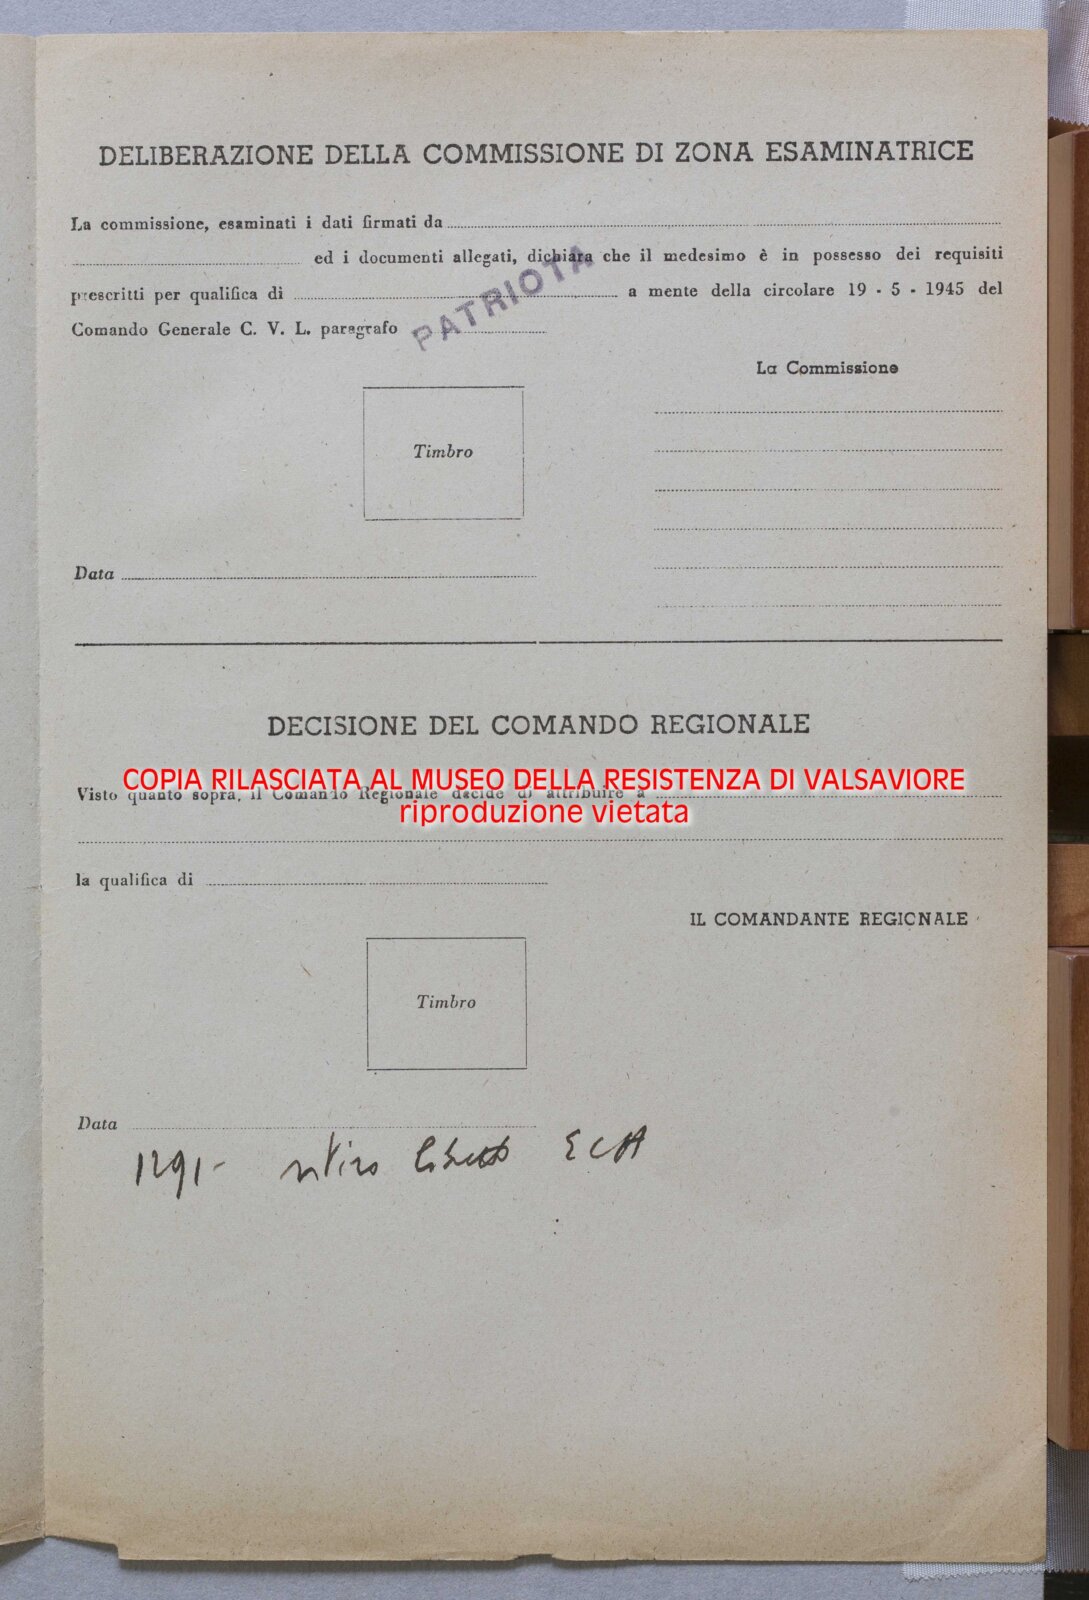 DELIBERAZIONE DELLA COMMISSIONE DI ZONA ESAMINATRICE
La commissione, esaminati i dati firmati da
ed i documenti allegati, dichiara che il medesimo è in possesso dei requisiti
prescritti per qualifica di a mente della circolare 19 - 5 - 1945 del
Comando Generale C. V. L. paragrafo
PATRIOTA
La Commissione
Timbro
Data
DECISIONE DEL COMANDO REGIONALE
COPIA RILASCIATA AL MUSEO DELLA RESISTENZA DI VALSAVIORE
Visto quanto sopra, il Comando Regionale decide di attribuire a
riproduzione vietata
la qualifica di
IL COMANDANTE REGIONALE
Timbro
Data
1291 -